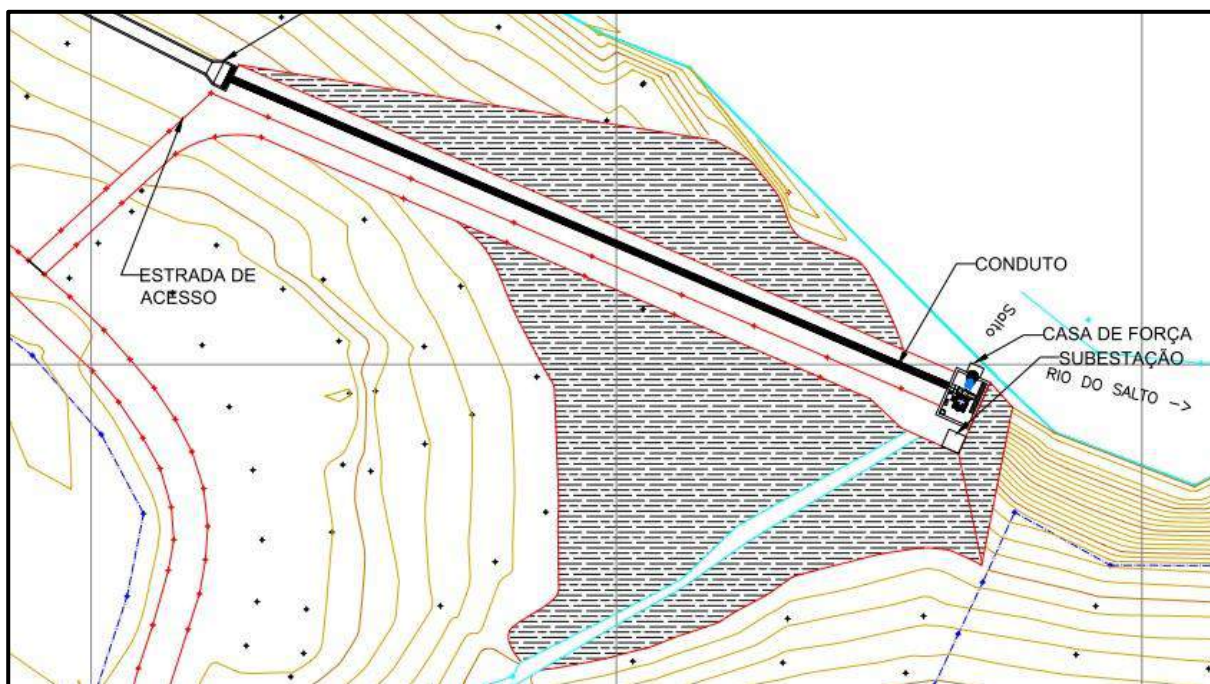 ESTRADA DE
ACESSO
CONDUTO
Salto
CASA DE FORÇA
SUBESTAÇÃO
RIO DO SALTO ->